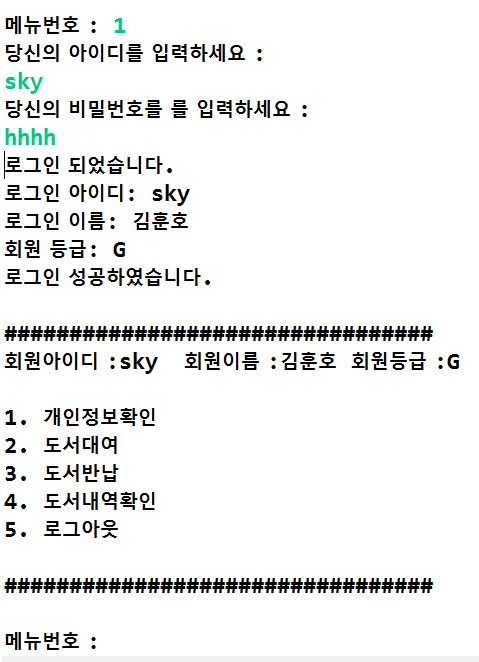 메뉴번호 : 1
당신의 아이디를 입력하세요 :
sky
당신의 비밀번호를 를 입력하세요 :
hhhh
로그인 되었습니다.
로그인 아이디: sky
로그인 이름: 김훈호
회원 등급: G
로그인 성공하였습니다.
#################################
회원아이디 :sky  회원이름 :김훈호 회원등급 :G
1. 개인정보확인
2. 도서대여
3. 도서반납
4. 도서내역확인
5. 로그아웃
#################################
메뉴번호 :